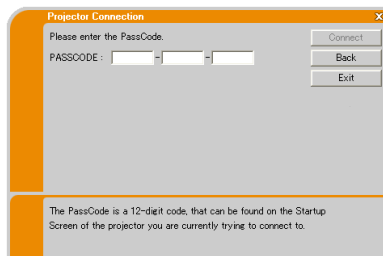 Projector Connection X
Please enter the PassCode.
Connect
PASSCODE : - -
Back
Exit
The PassCode is a 12-digit code, that can be found on the Startup
Screen of the projector you are currently trying to connect to.